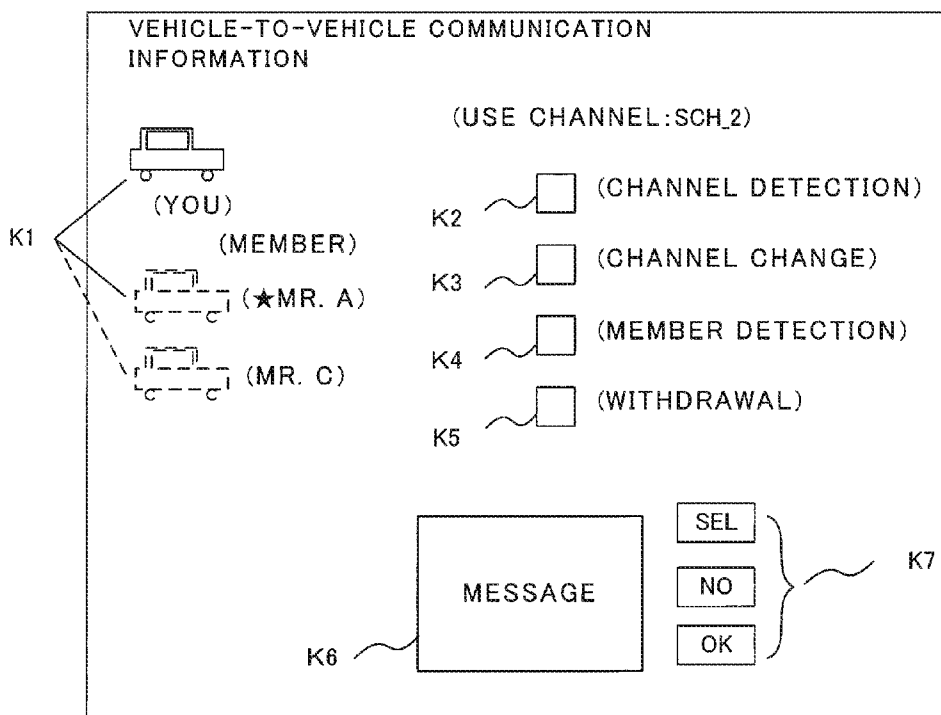 VEHICLE-TO-VEHICLE COMMUNICATION
INFORMATION
(USE CHANNEL:SCH_2)
K1
(YOU)
(MEMBER)
(★MR. A)
(MR. C)
K2
(CHANNEL DETECTION)
K3
(CHANNEL CHANGE)
K4
(MEMBER DETECTION)
K5
(WITHDRAWAL)
K6
MESSAGE
SEL
NO
OK
K7